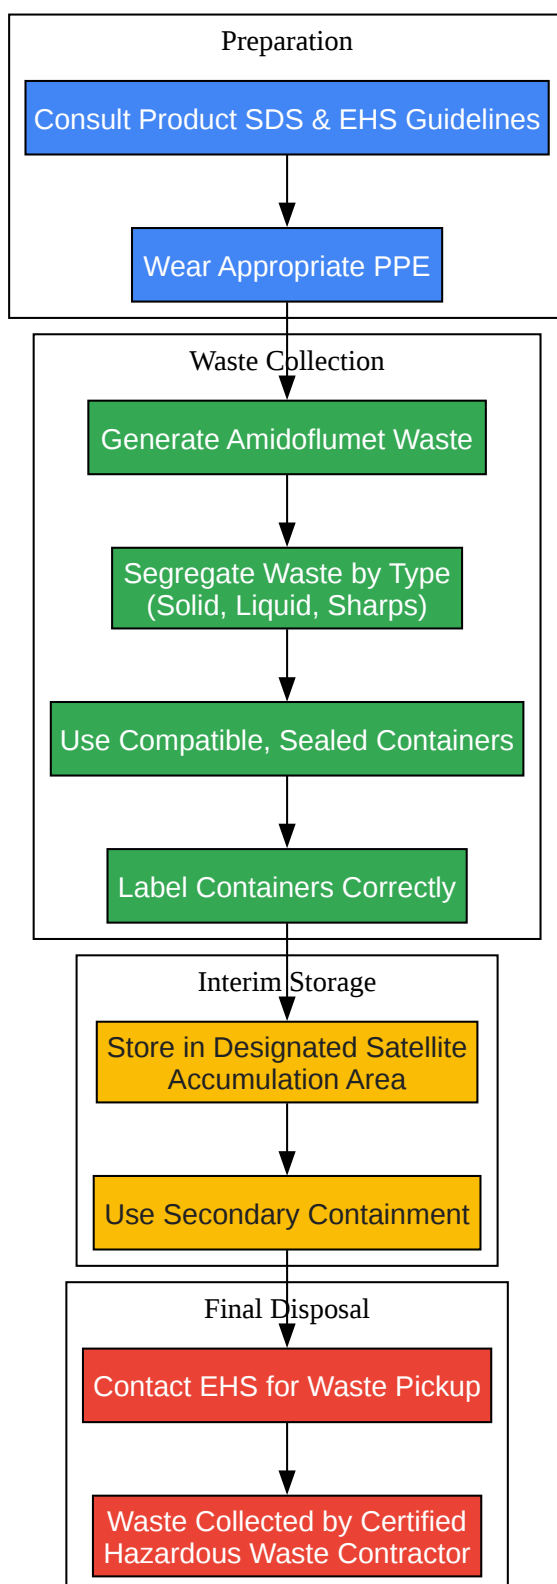 Preparation
Consult Product SDS & EHS Guidelines
Wear Appropriate PPE
Waste Collection
Generate Amidoflumet Waste
Segregate Waste by Type
(Solid, Liquid, Sharps)
Use Compatible, Sealed Containers
Label Containers Correctly
Interim Storage
Store in Designated Satellite
Accumulation Area
Use Secondary Containment
Final Disposal
Contact EHS for Waste Pickup
Waste Collected by Certified
Hazardous Waste Contractor